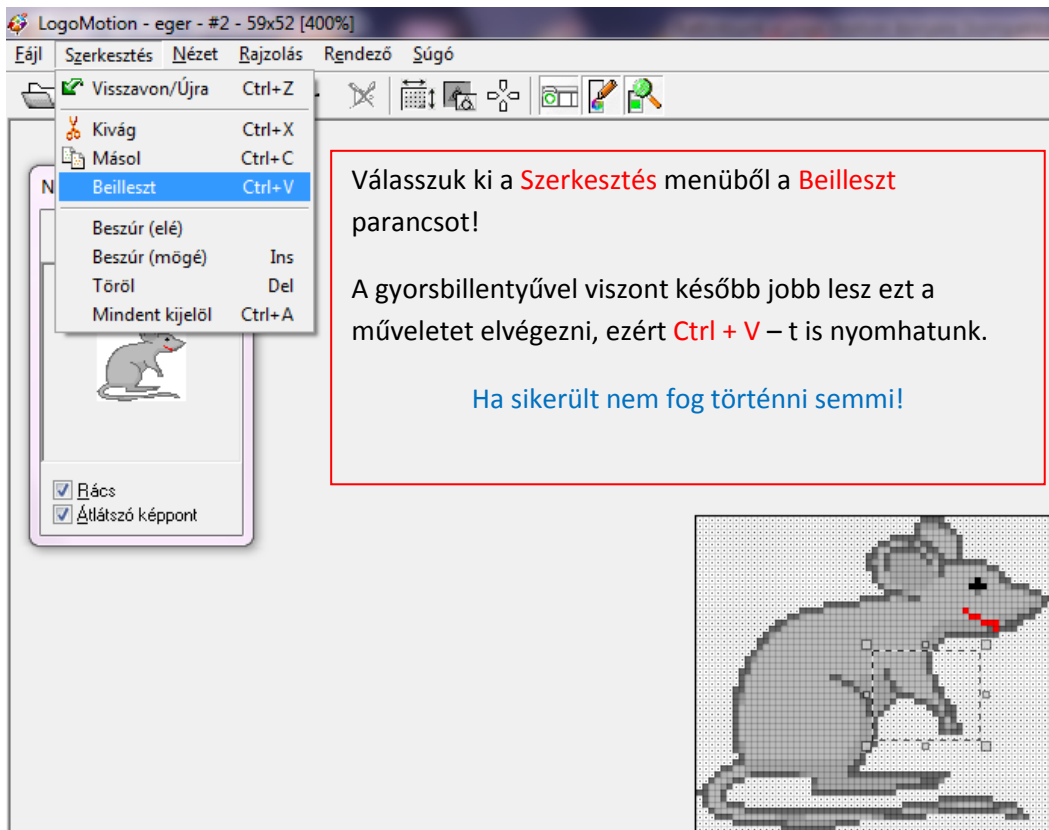 LogoMotion - eger - #2 - 59x52 [400%]
Fájl Szerkesztés Nézet Rajzolás Rendező Súgó
Visszavon/Újra Ctrl+Z
Kivág Ctrl+X
Másol Ctrl+C
Beilleszt Ctrl+V
Beszúr (elé)
Beszúr (mögé) Ins
Töröl Del
Mindent kijelöl Ctrl+A
N
Rács
Átlátszó képpont
Válasszuk ki a Szerkesztés menüből a Beilleszt
parancsot!
A gyorsbillentyűvel viszont később jobb lesz ezt a
műveletet elvégezni, ezért Ctrl + V – t is nyomhatunk.
Ha sikerült nem fog történni semmi!